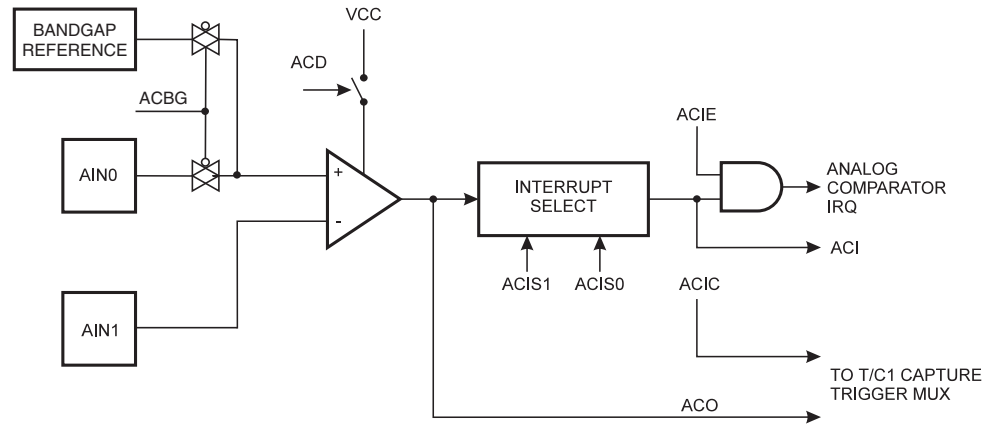 BANDGAP
REFERENCE
VCC
ACD
ACBG
ACIE
AIN0
+
-
INTERRUPT
SELECT
ANALOG
COMPARATOR
IRQ
ACI
ACIS1
ACIS0
ACIC
AIN1
TO T/C1 CAPTURE
TRIGGER MUX
ACO